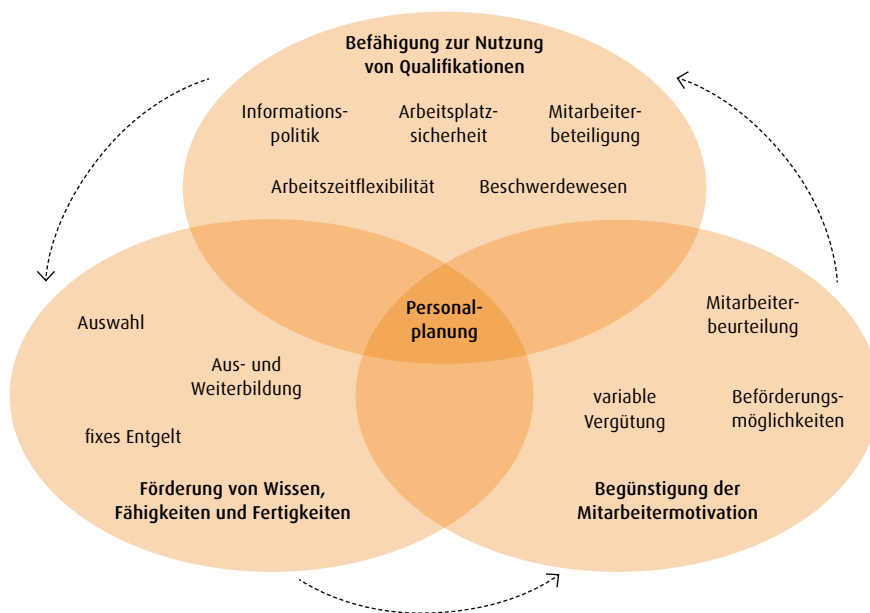 Befähigung zur Nutzung
von Qualifikationen
Informations-
politik
Arbeitsplatz-
sicherheit
Mitarbeiter-
beteiligung
Arbeitszeitflexibilität
Beschwerdewesen
Auswahl
Aus- und
Weiterbildung
fixes Entgelt
Förderung von Wissen,
Fähigkeiten und Fertigkeiten
Personal-
planung
Mitarbeiter-
beurteilung
variable
Vergütung
Beförderungs-
möglichkeiten
Begünstigung der
Mitarbeitermotivation